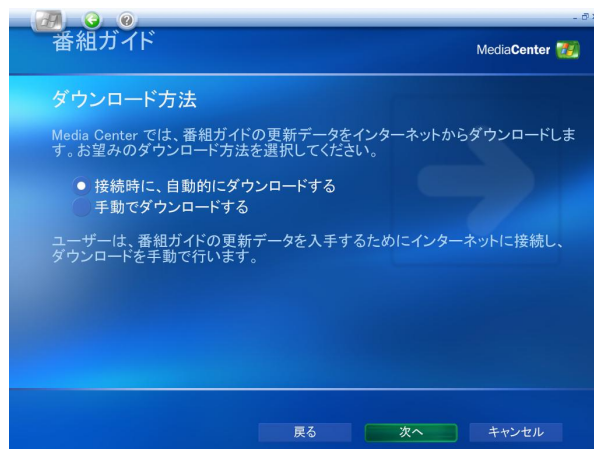 番組ガイド
MediaCenter
ダウンロード方法
Media Center では、番組ガイドの更新データをインターネットからダウンロードしま
す。お望みのダウンロード方法を選択してください。
接続時に、自動的にダウンロードする
手動でダウンロードする
ユーザーは、番組ガイドの更新データを入手するためにインターネットに接続し、
ダウンロードを手動で行います。
戻る
次へ
キャンセル